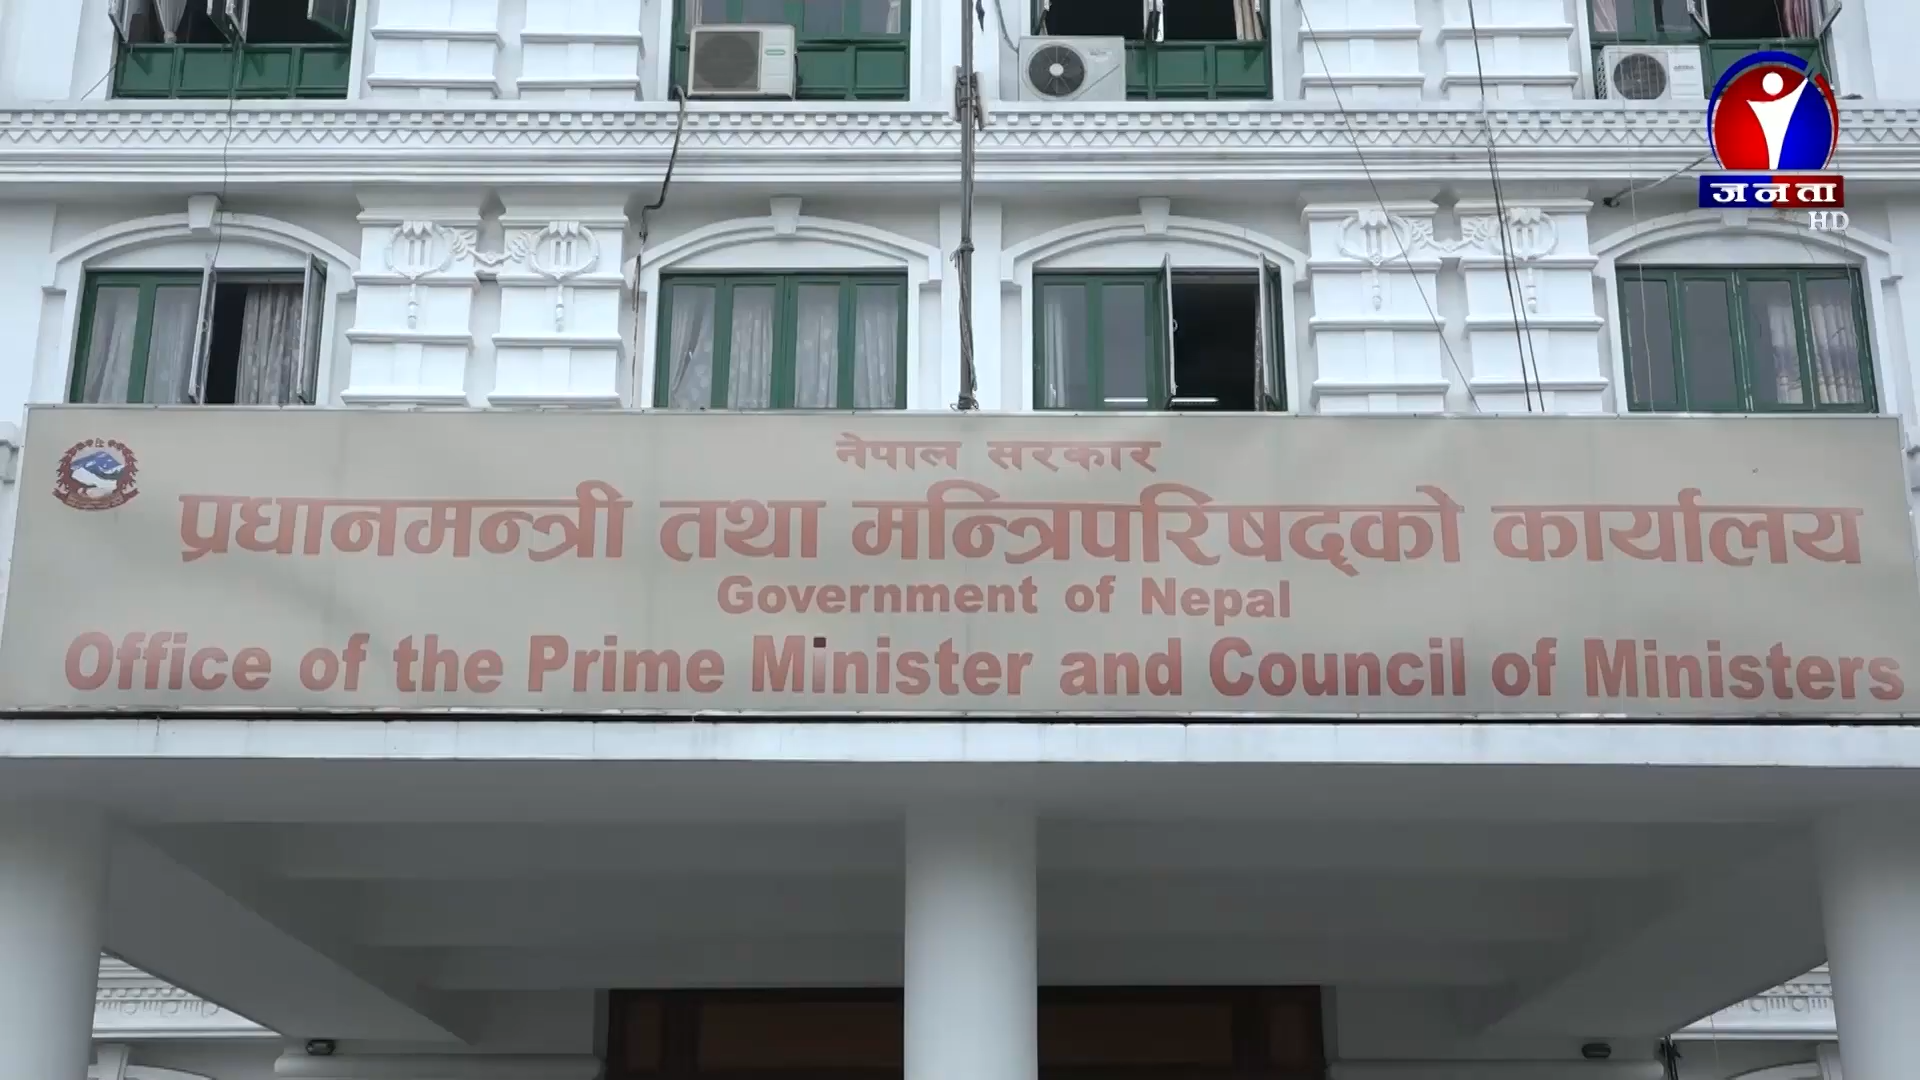 जनता
HD
नेपाल सरकार
प्रधानमन्त्री तथा मन्त्रिपरिषद्को कार्यालय
Government of Nepal
Office of the Prime Minister and Council of Ministers